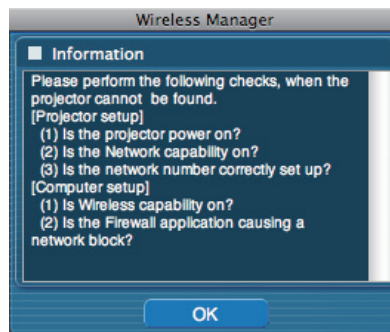 Wireless Manager
Information
Please perform the following checks, when the
projector cannot be found.
[Projector setup]
(1) Is the projector power on?
(2) Is the Network capability on?
(3) Is the network number correctly set up?
[Computer setup]
(1) Is Wireless capability on?
(2) Is the Firewall application causing a
network block?
OK